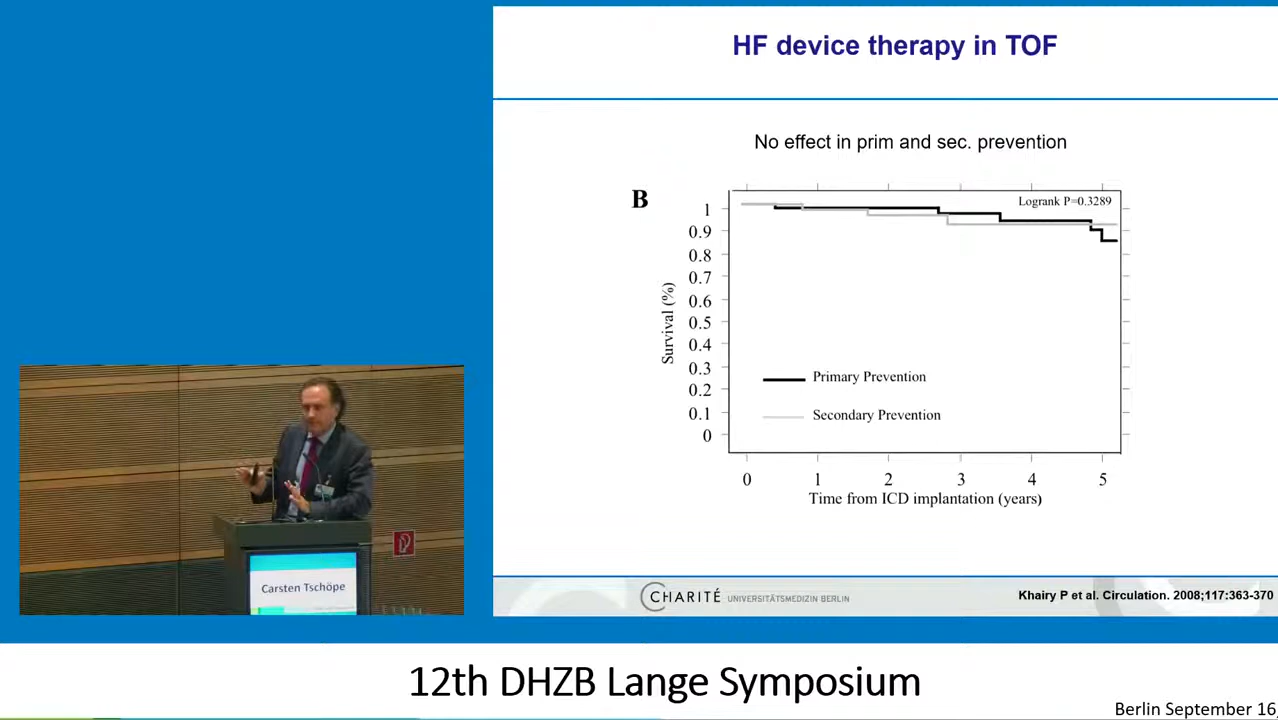 HF device therapy in TOF
No effect in prim and sec. prevention
B
Logrank P=0.3289
1
0.9
0.8
0.7
0.6
0.5
0.4
0.3
0.2
0.1
0
Survival (%)
Primary Prevention
Secondary Prevention
0 1 2 3 4 5
Time from ICD implantation (years)
CHARITÉ UNIVERSITÄTSMEDIZIN BERLIN
Khairy P et al. Circulation. 2008;117:363-370
Carsten Tschöpe
12th DHZB Lange Symposium
Berlin September 16,